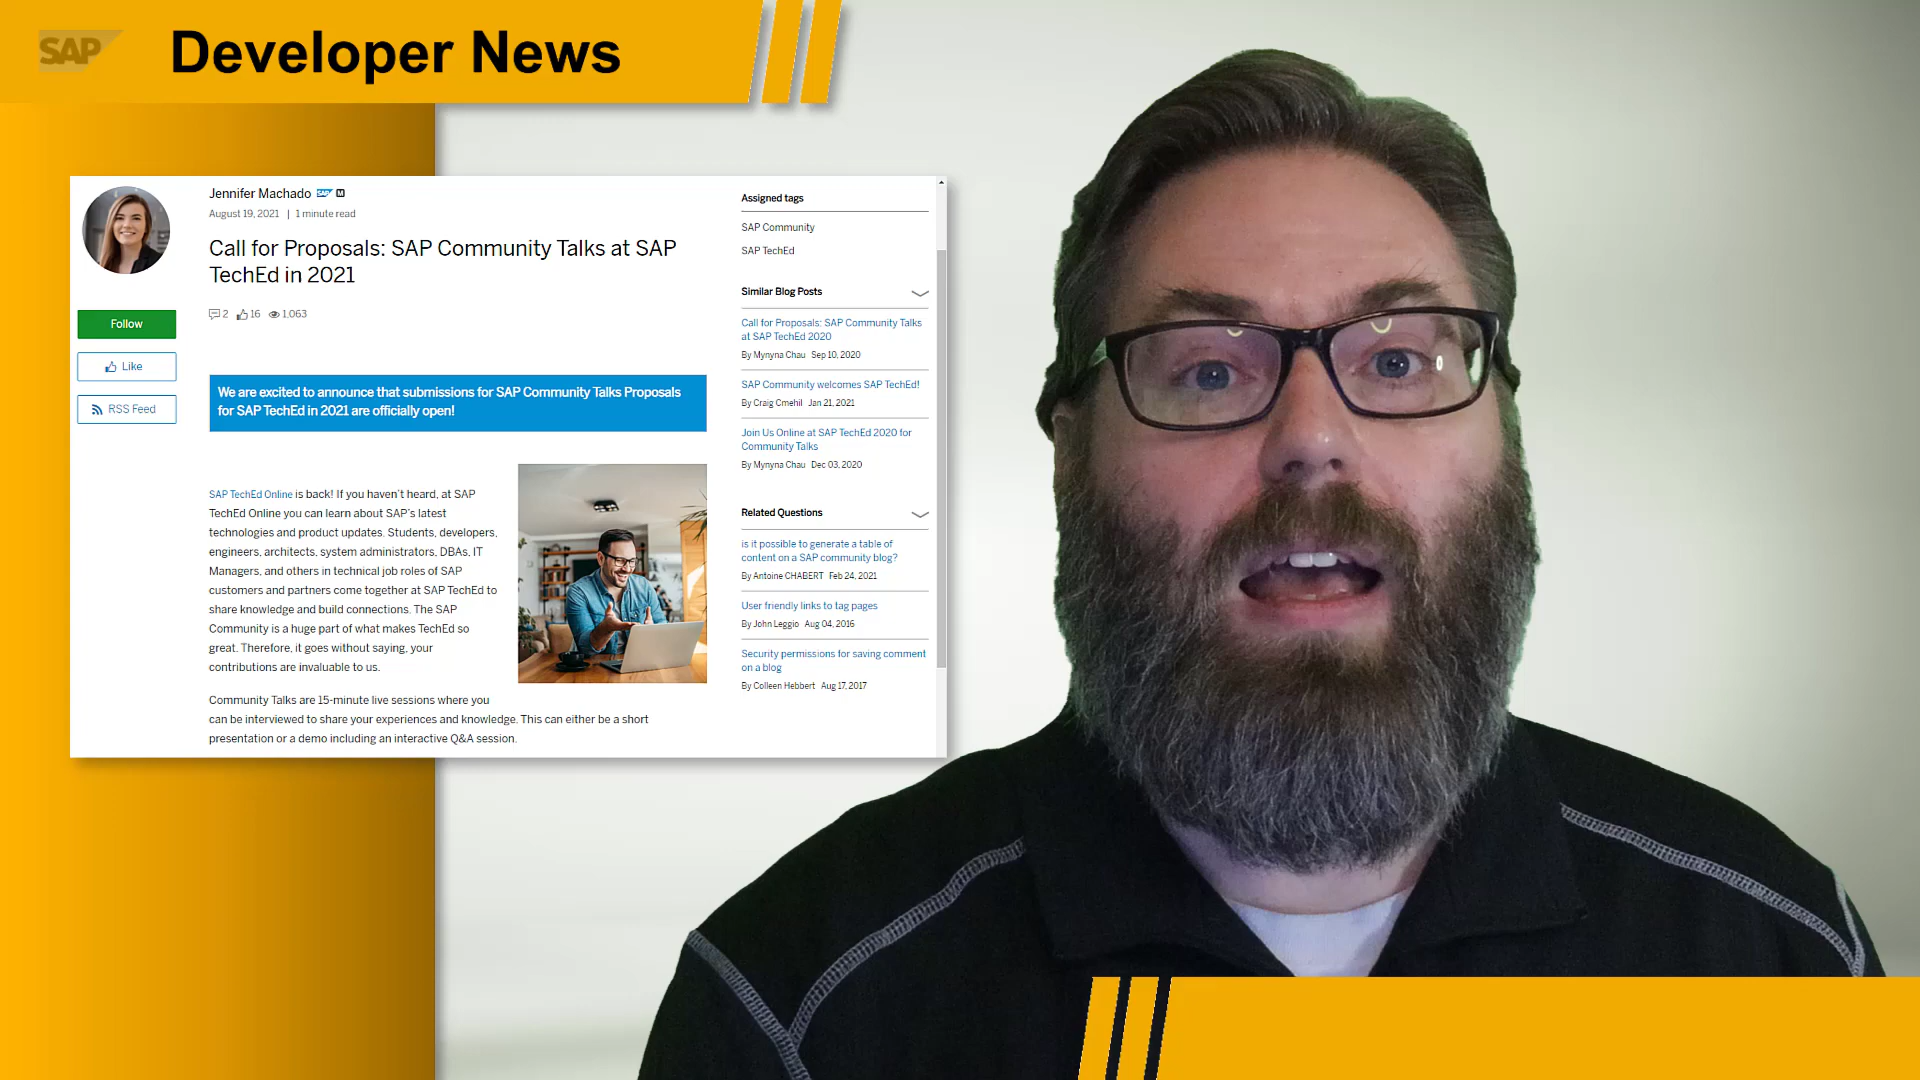 SAP Developer News
Jennifer Machado SAP M
August 19, 2021 | 1 minute read
Call for Proposals: SAP Community Talks at SAP
TechEd in 2021
2 16 1,063
Follow
Like
RSS Feed
We are excited to announce that submissions for SAP Community Talks Proposals
for SAP TechEd in 2021 are officially open!
SAP TechEd Online is back! If you haven't heard, at SAP
TechEd Online you can learn about SAP's latest
technologies and product updates. Students, developers,
engineers, architects, system administrators, DBAs, IT
Managers, and others in technical job roles of SAP
customers and partners come together at SAP TechEd to
share knowledge and build connections. The SAP
Community is a huge part of what makes TechEd so
great. Therefore, it goes without saying, your
contributions are invaluable to us.
Community Talks are 15-minute live sessions where you
can be interviewed to share your experiences and knowledge. This can either be a short
presentation or a demo including an interactive Q&A session.
Assigned tags
SAP Community
SAP TechEd
Similar Blog Posts
Call for Proposals: SAP Community Talks
at SAP TechEd 2020
By Mynyna Chau Sep 10, 2020
SAP Community welcomes SAP TechEd!
By Craig Cmehil Jan 21, 2021
Join Us Online at SAP TechEd 2020 for
Community Talks
By Mynyna Chau Dec 03, 2020
Related Questions
is it possible to generate a table of
content on a SAP community blog?
By Antoine CHABERT Feb 24, 2021
User friendly links to tag pages
By John Leggio Aug 04, 2016
Security permissions for saving comment
on a blog
By Colleen Hebbert Aug 17, 2017